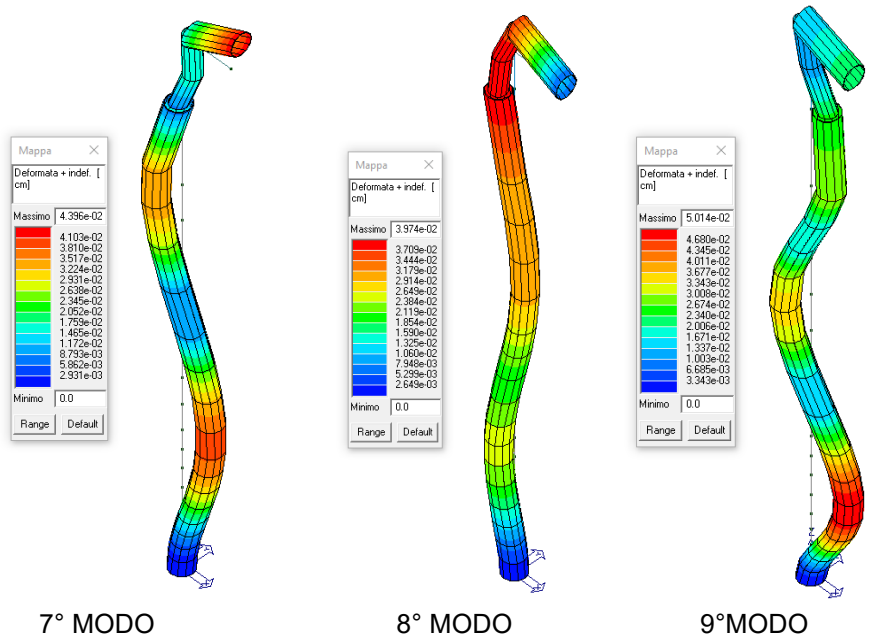 Mappa
Deformata + indef. [
cm]
Massimo 4.396e-02
4.103e-02
3.810e-02
3.517e-02
3.224e-02
2.931e-02
2.638e-02
2.345e-02
2.052e-02
1.759e-02
1.465e-02
1.172e-02
8.793e-03
5.862e-03
2.931e-03
Minimo 0.0
Range Default
Mappa
Deformata + indef. [
cm]
Massimo 3.974e-02
3.709e-02
3.444e-02
3.179e-02
2.914e-02
2.649e-02
2.384e-02
2.119e-02
1.854e-02
1.590e-02
1.325e-02
1.060e-02
7.948e-03
5.299e-03
2.649e-03
Minimo 0.0
Range Default
Mappa
Deformata + indef. [
cm]
Massimo 5.014e-02
4.680e-02
4.345e-02
4.011e-02
3.677e-02
3.343e-02
3.008e-02
2.674e-02
2.340e-02
2.006e-02
1.671e-02
1.337e-02
1.003e-02
6.685e-03
3.343e-03
Minimo 0.0
Range Default
7° MODO
8° MODO
9°MODO